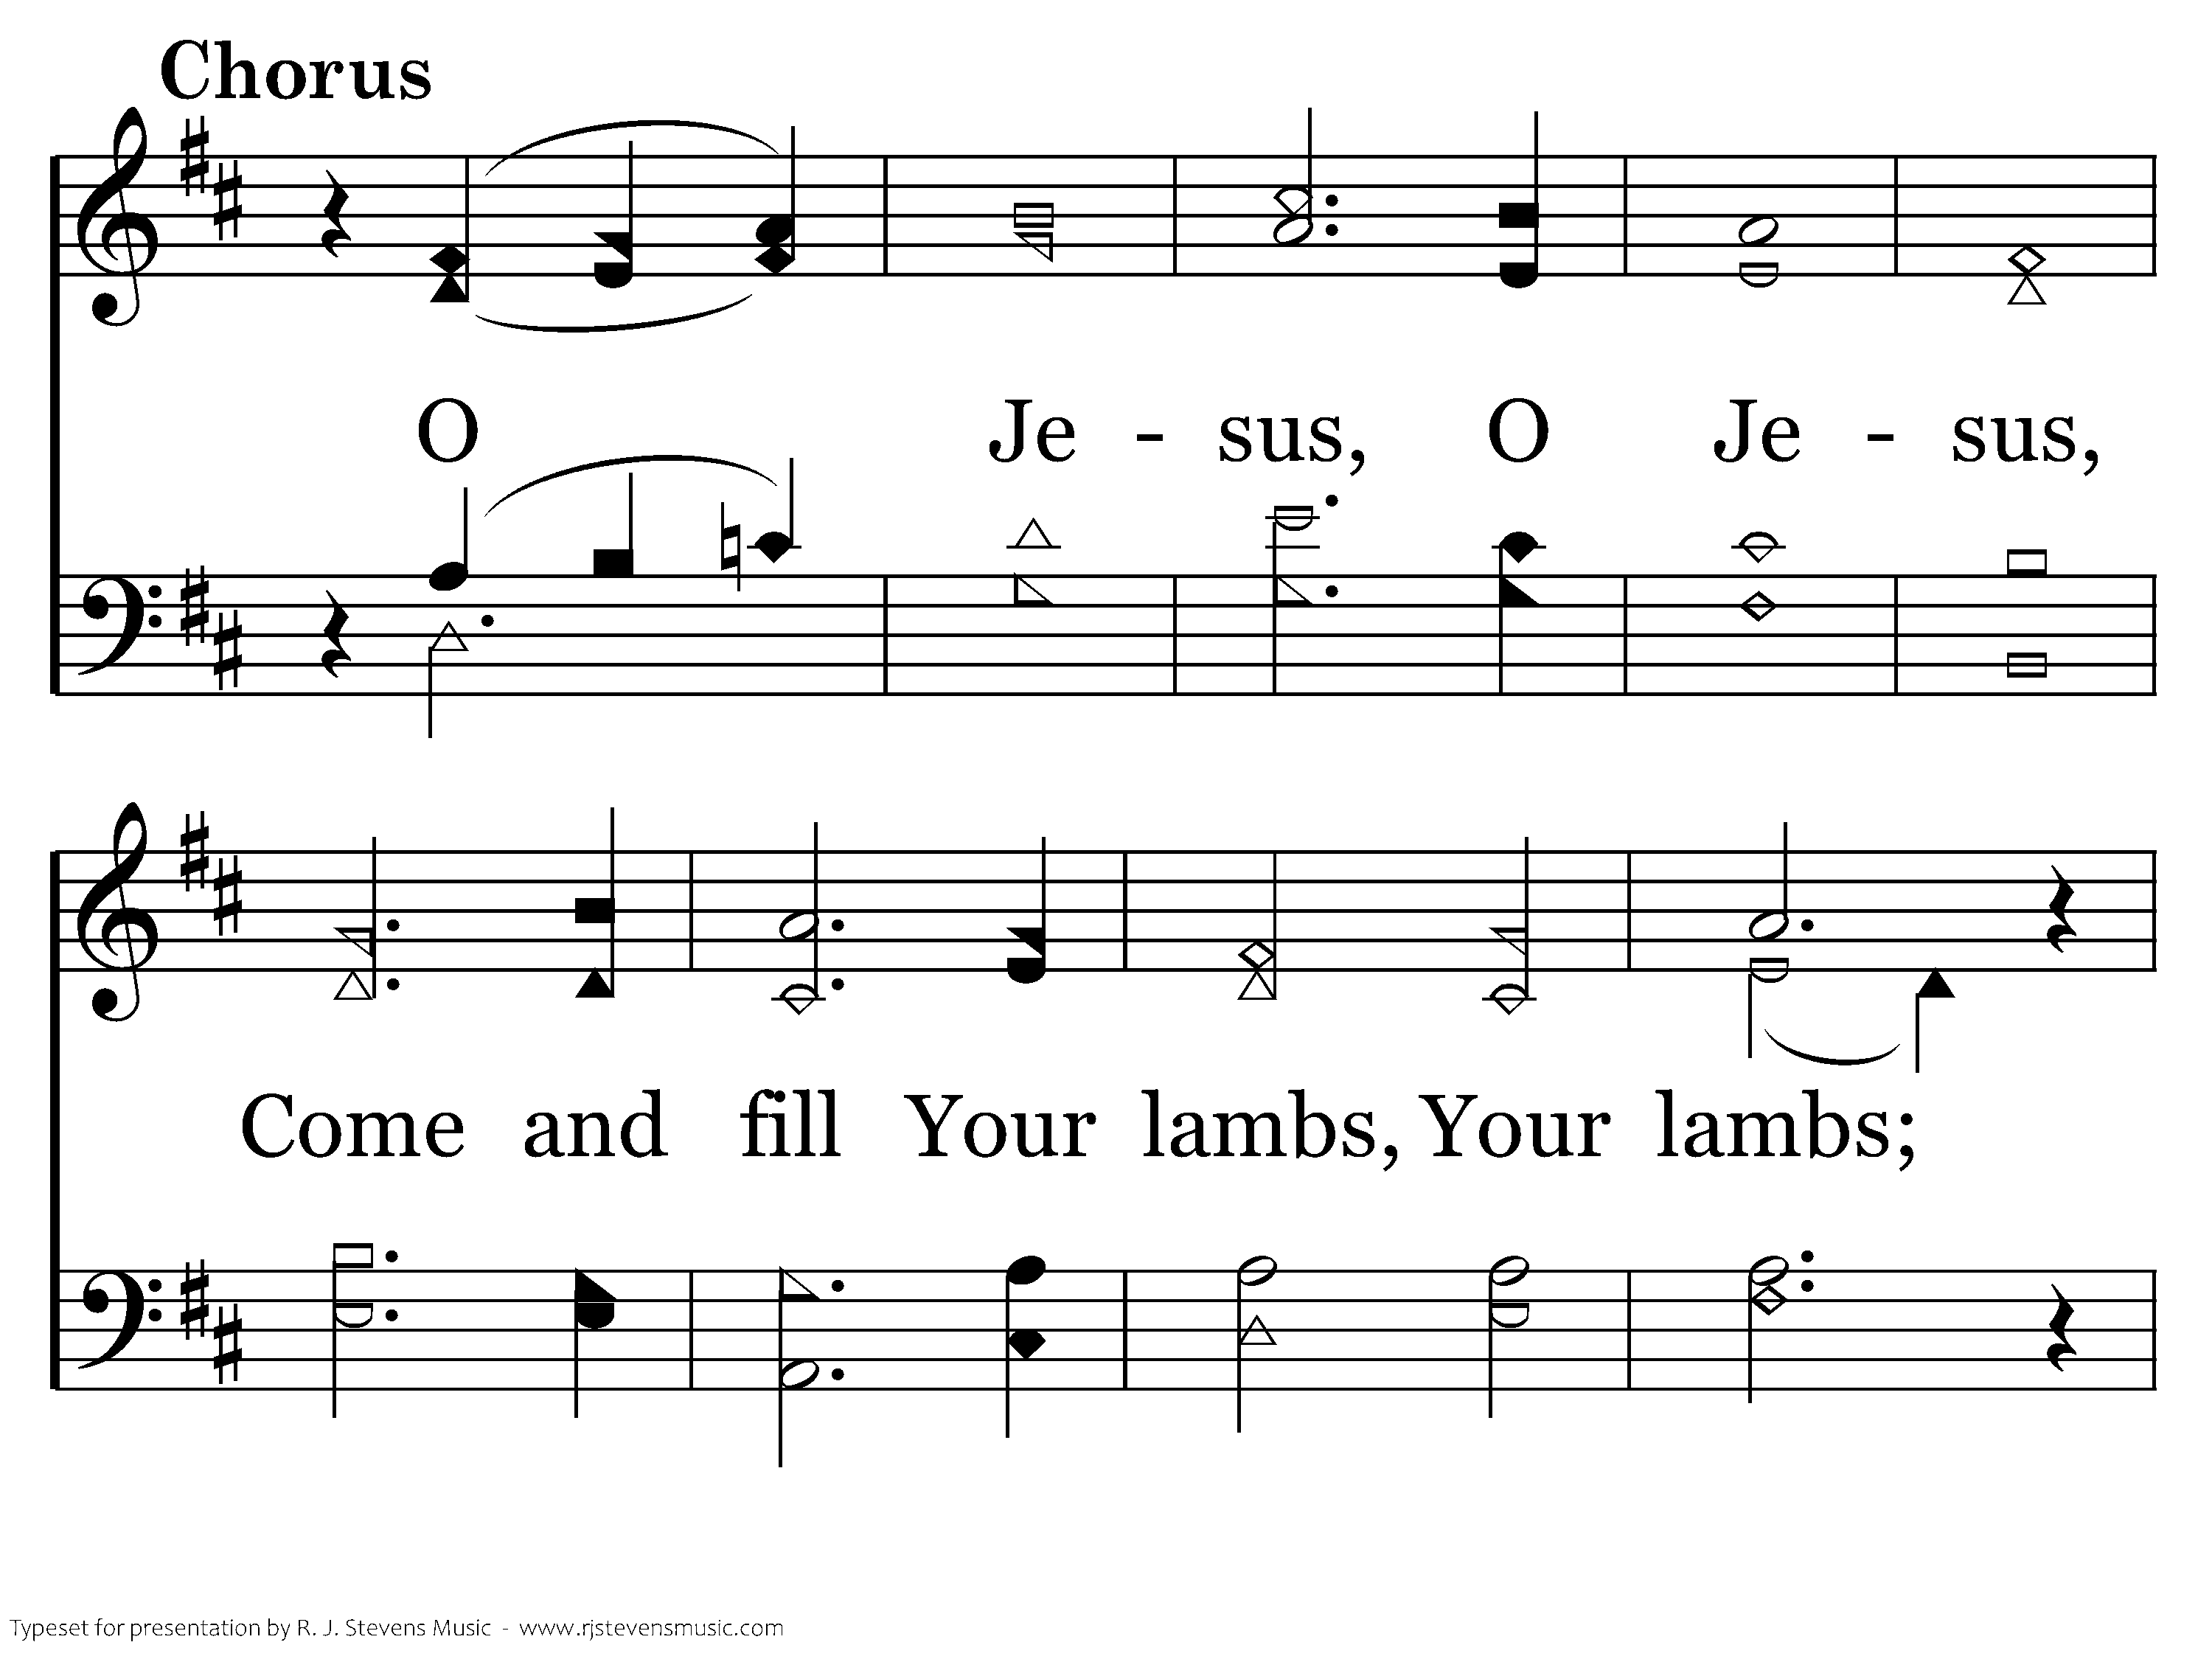 Chorus
O Je - sus, O Je - sus,
Come and fill Your lambs, Your lambs;
Typeset for presentation by R. J. Stevens Music - www.rjstevensmusic.com